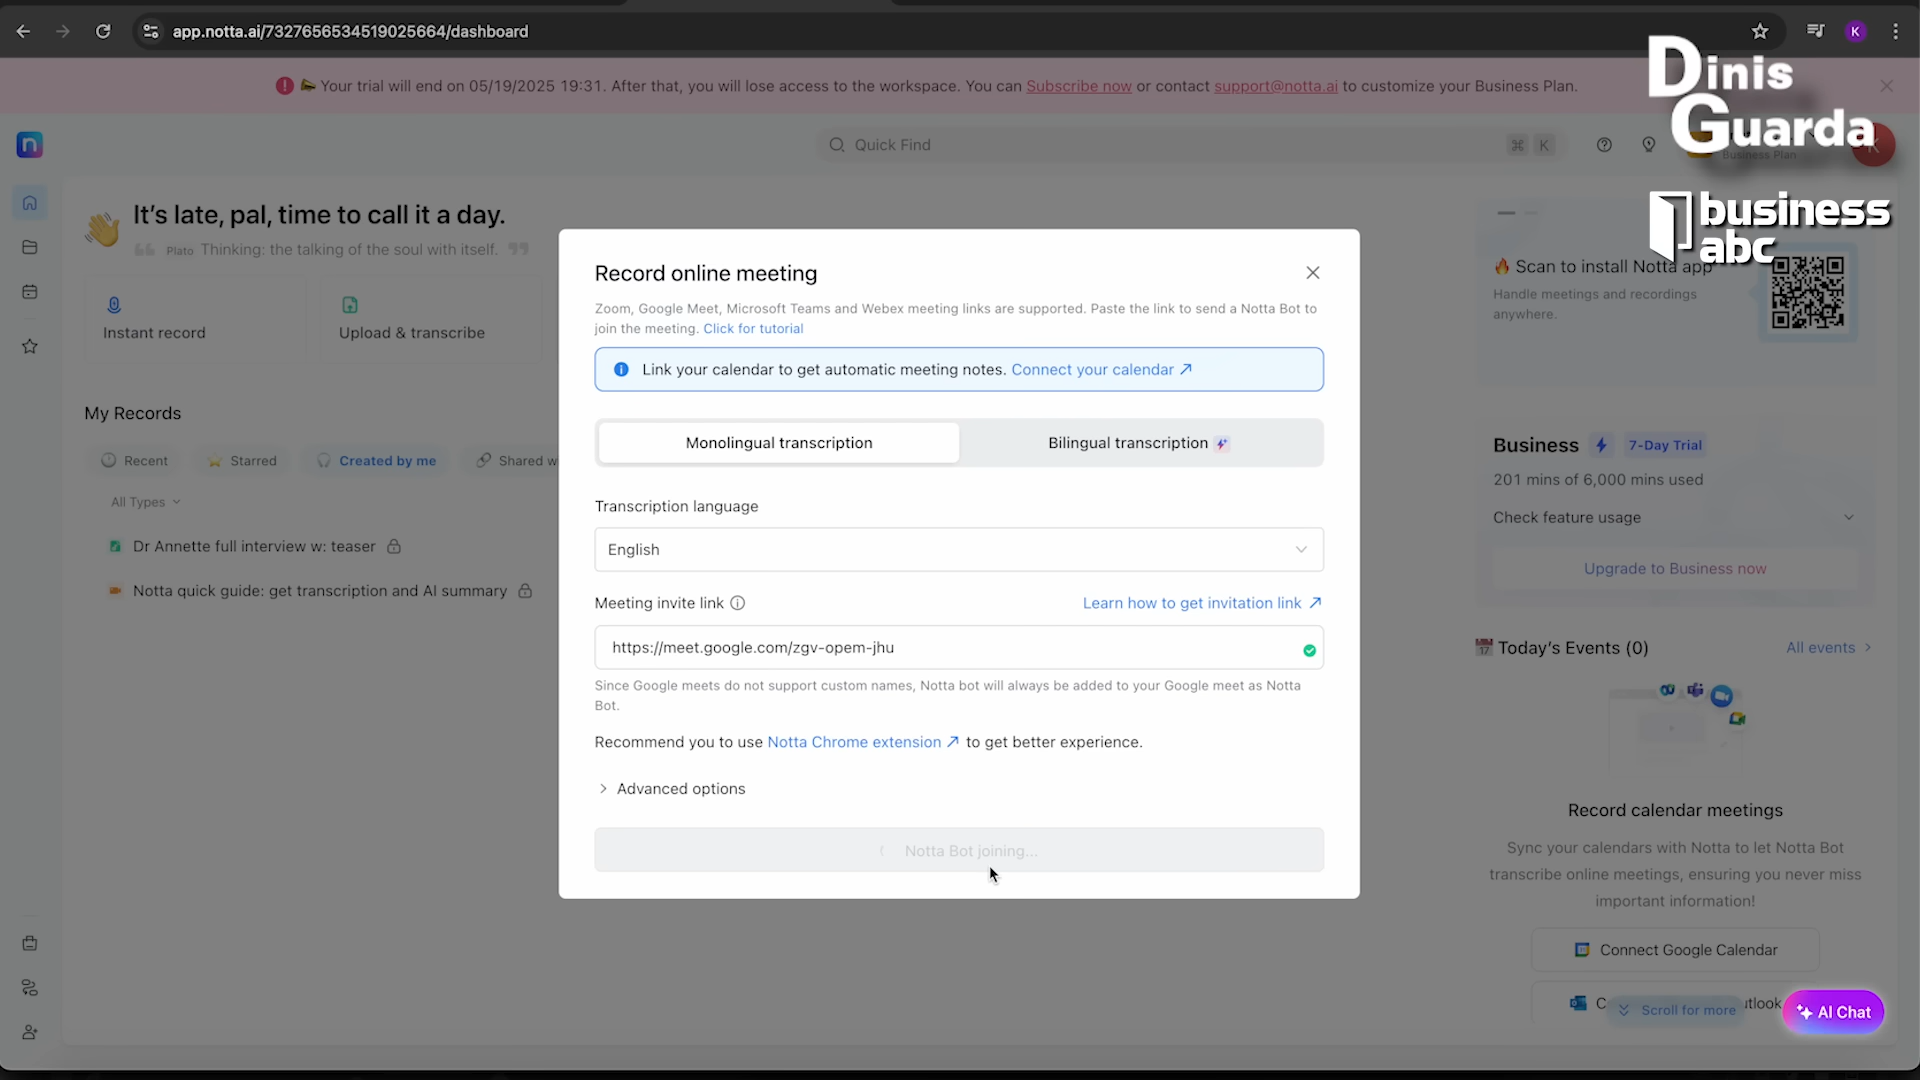 app.notta.ai/7327656534519025664/dashboard
K
Your trial will end on 05/19/2025 19:31. After that, you will lose access to the workspace. You can Subscribe now or contact support@notta.ai to customize your Business Plan.
Dinis
Guarda
business
abc
n
Quick Find
⌘ K
Business Plan
K
It's late, pal, time to call it a day.
Plato Thinking: the talking of the soul with itself.
Instant record
Upload & transcribe
My Records
Recent
Starred
Created by me
Shared w
All Types
Dr Annette full interview w: teaser
Notta quick guide: get transcription and AI summary
Record online meeting
Zoom, Google Meet, Microsoft Teams and Webex meeting links are supported. Paste the link to send a Notta Bot to
join the meeting. Click for tutorial
Link your calendar to get automatic meeting notes. Connect your calendar
Monolingual transcription
Bilingual transcription
Transcription language
English
Meeting invite link
Learn how to get invitation link
https://meet.google.com/zgv-opem-jhu
Since Google meets do not support custom names, Notta bot will always be added to your Google meet as Notta
Bot.
Recommend you to use Notta Chrome extension to get better experience.
Advanced options
Notta Bot joining...
Scan to install Notta app
Handle meetings and recordings
anywhere.
Business 7-Day Trial
201 mins of 6,000 mins used
Check feature usage
Upgrade to Business now
Today's Events (0)
All events
Record calendar meetings
Sync your calendars with Notta to let Notta Bot
transcribe online meetings, ensuring you never miss
important information!
Connect Google Calendar
C
utlook
Scroll for more
AI Chat